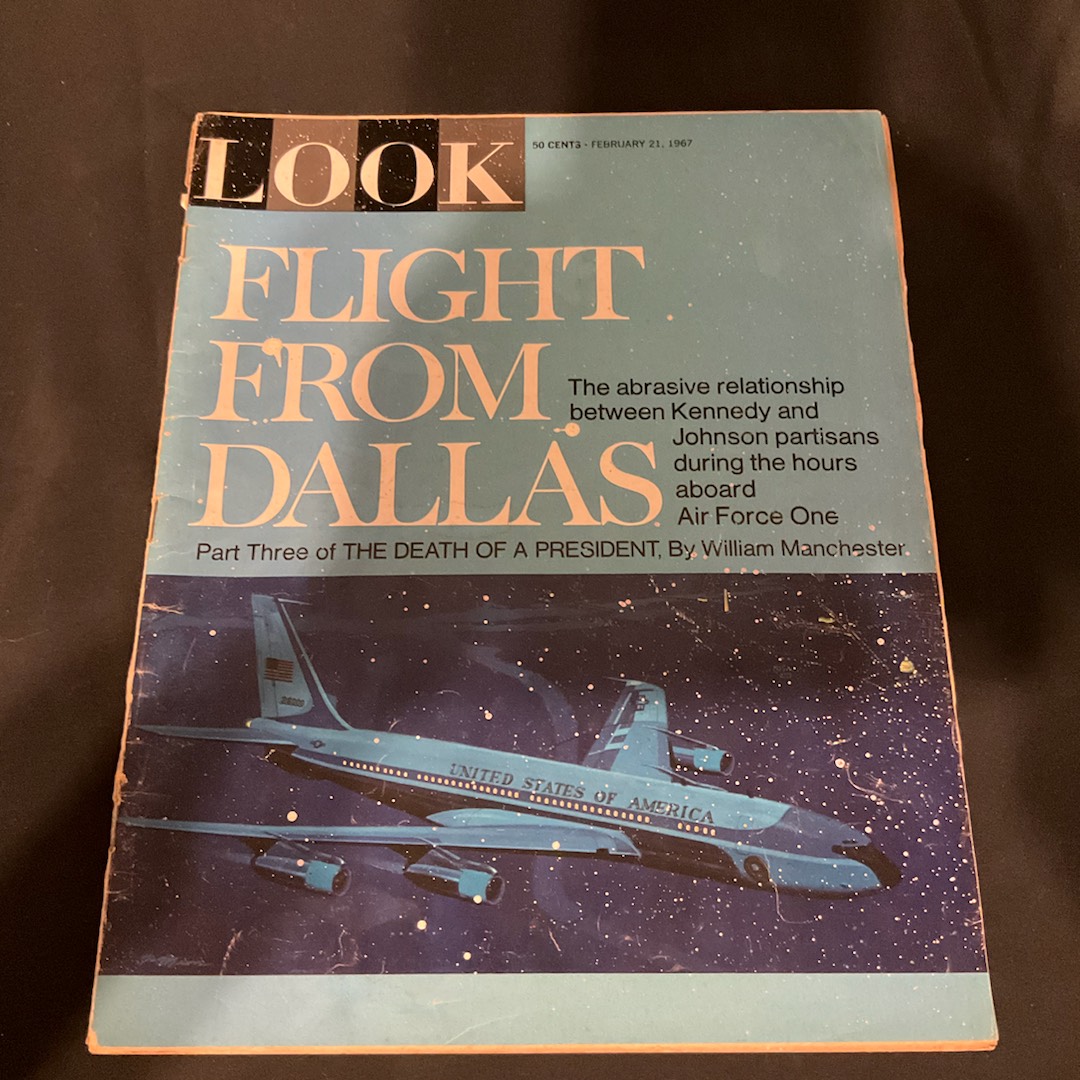 LOOK
50 CENTS · FEBRUARY 21, 1967
FLIGHT
FROM
DALLAS
The abrasive relationship
between Kennedy and
Johnson partisans
during the hours
aboard
Air Force One
Part Three of THE DEATH OF A PRESIDENT, By William Manchester
UNITED STATES OF AMERICA